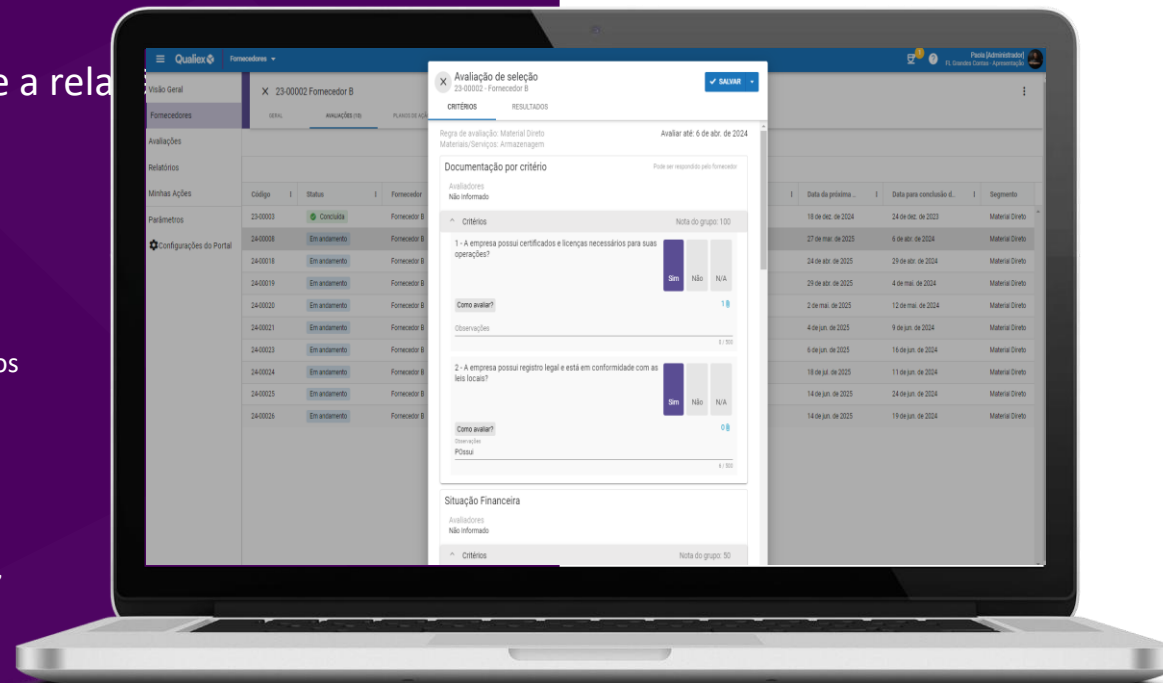 e a rela
os
Qualiex
Fornecedores
1
?
Paola [Administrador]
Visão Geral
Fornecedores
Avaliações
Relatórios
Minhas Ações
Parâmetros
Configurações do Portal
X 23-00002 Fornecedor B
GERAL
AVALIAÇÕES (10)
PLANOS DE AÇÃ
Código
Status
Fornecedor
Data da próxima ..
Data para conclusão d..
Segmento
23-00003 Concluída Fornecedor B 18 de dez. de 2024 24 de dez. de 2023 Material Direto
24-00008 Em andamento Fornecedor B 27 de mar. de 2025 6 de abr. de 2024 Material Direto
24-00018 Em andamento Fornecedor B 24 de abr. de 2025 29 de abr. de 2024 Material Direto
24-00019 Em andamento Fornecedor B 29 de abr. de 2025 4 de mai. de 2024 Material Direto
24-00020 Em andamento Fornecedor B 2 de mai. de 2025 12 de mai. de 2024 Material Direto
24-00021 Em andamento Fornecedor B 4 de jun. de 2025 9 de jun. de 2024 Material Direto
24-00023 Em andamento Fornecedor B 6 de jun. de 2025 16 de jun. de 2024 Material Direto
24-00024 Em andamento Fornecedor B 18 de jul. de 2025 11 de jun. de 2024 Material Direto
24-00025 Em andamento Fornecedor B 14 de jun. de 2025 24 de jun. de 2024 Material Direto
24-00026 Em andamento Fornecedor B 14 de jun. de 2025 19 de jun. de 2024 Material Direto
X Avaliação de seleção
23-00002 - Fornecedor B
SALVAR
CRITÉRIOS
RESULTADOS
Regra de avaliação: Material Direto
Avaliar até: 6 de abr. de 2024
Materiais/Serviços: Armazenagem
Documentação por critério
Pode ser respondido pelo fornecedor
Avaliadores
Não informado
Critérios
Nota do grupo: 100
1 - A empresa possui certificados e licenças necessários para suas
operações?
Sim Não N/A
Como avaliar?
1
Observações
0 / 500
2 - A empresa possui registro legal e está em conformidade com as
leis locais?
Sim Não N/A
Como avaliar?
0
Observações
POssui
6 / 500
Situação Financeira
Avaliadores
Não informado
Critérios
Nota do grupo: 50